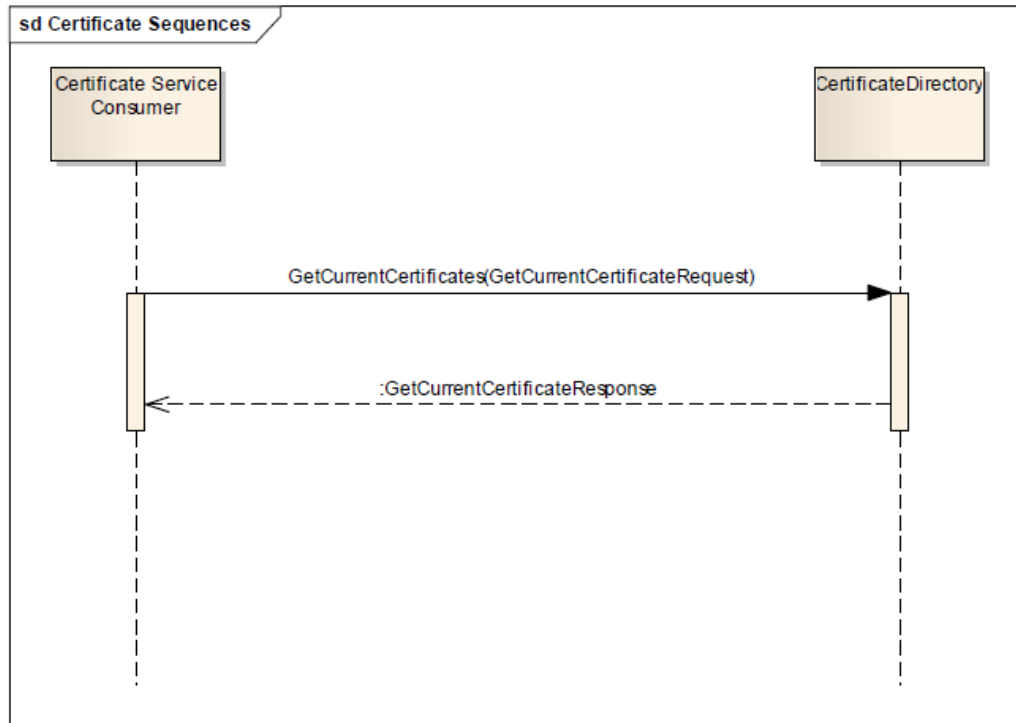 sd Certificate Sequences
Certificate Service
Consumer
CertificateDirectory
GetCurrentCertificates(GetCurrentCertificateRequest)
:GetCurrentCertificateResponse